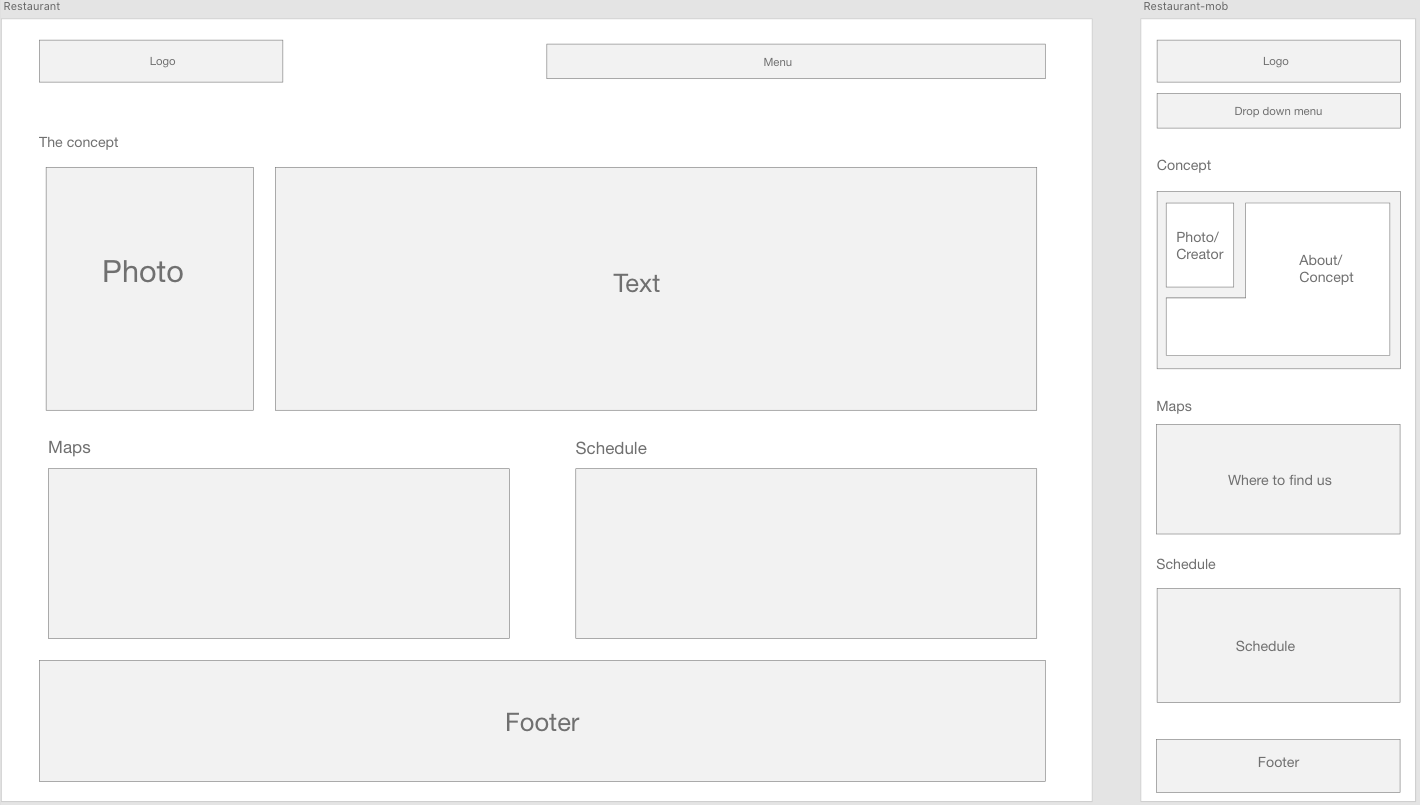 Restaurant
Logo
Menu
The concept
Photo
Text
Maps
Schedule
Footer
Restaurant-mob
Logo
Drop down menu
Concept
Photo/
Creator
About/
Concept
Maps
Where to find us
Schedule
Schedule
Footer